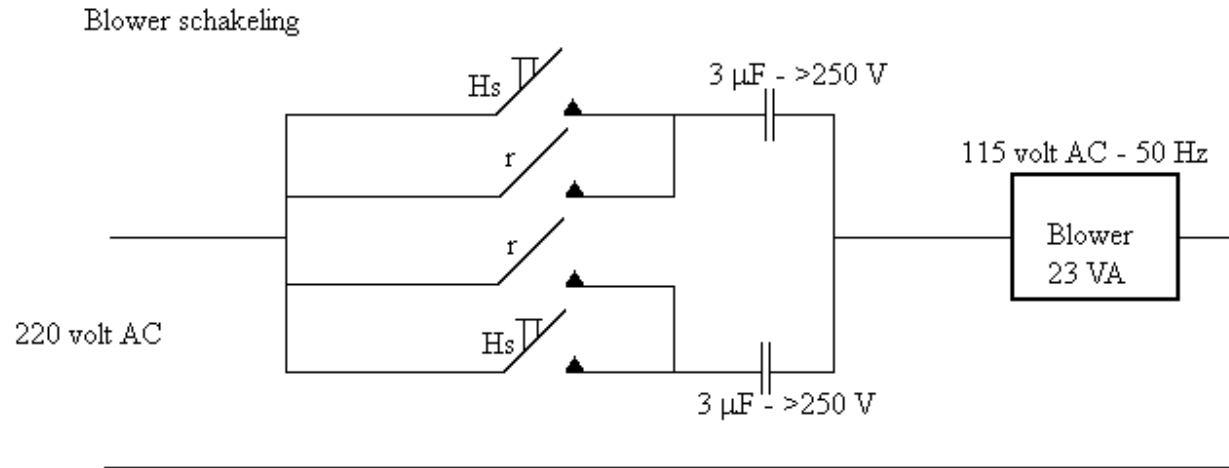 Blower schakeling
Hs
3 µF - >250 V
r
115 volt AC - 50 Hz
r
Blower
23 VA
220 volt AC
Hs
3 µF - >250 V